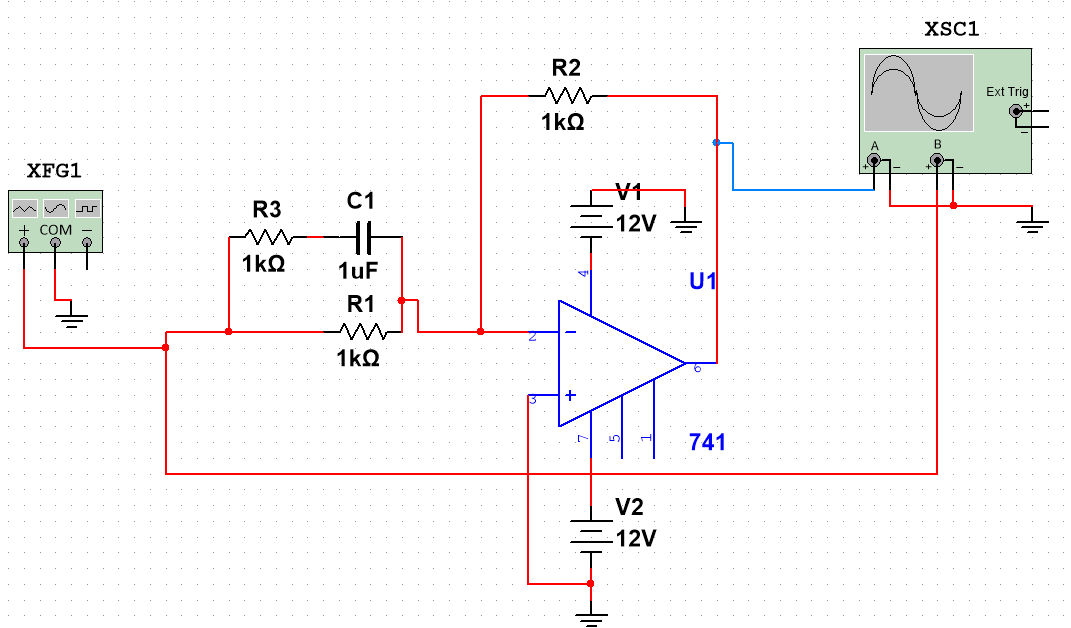 XSC1
Ext Trig
+
−
A
B
+ − + −
R2
1kΩ
XFG1
+ COM −
R3
1kΩ
C1
1uF
R1
1kΩ
V1
12V
4
U1
2
−
6
3
+
7
5
1
741
V2
12V